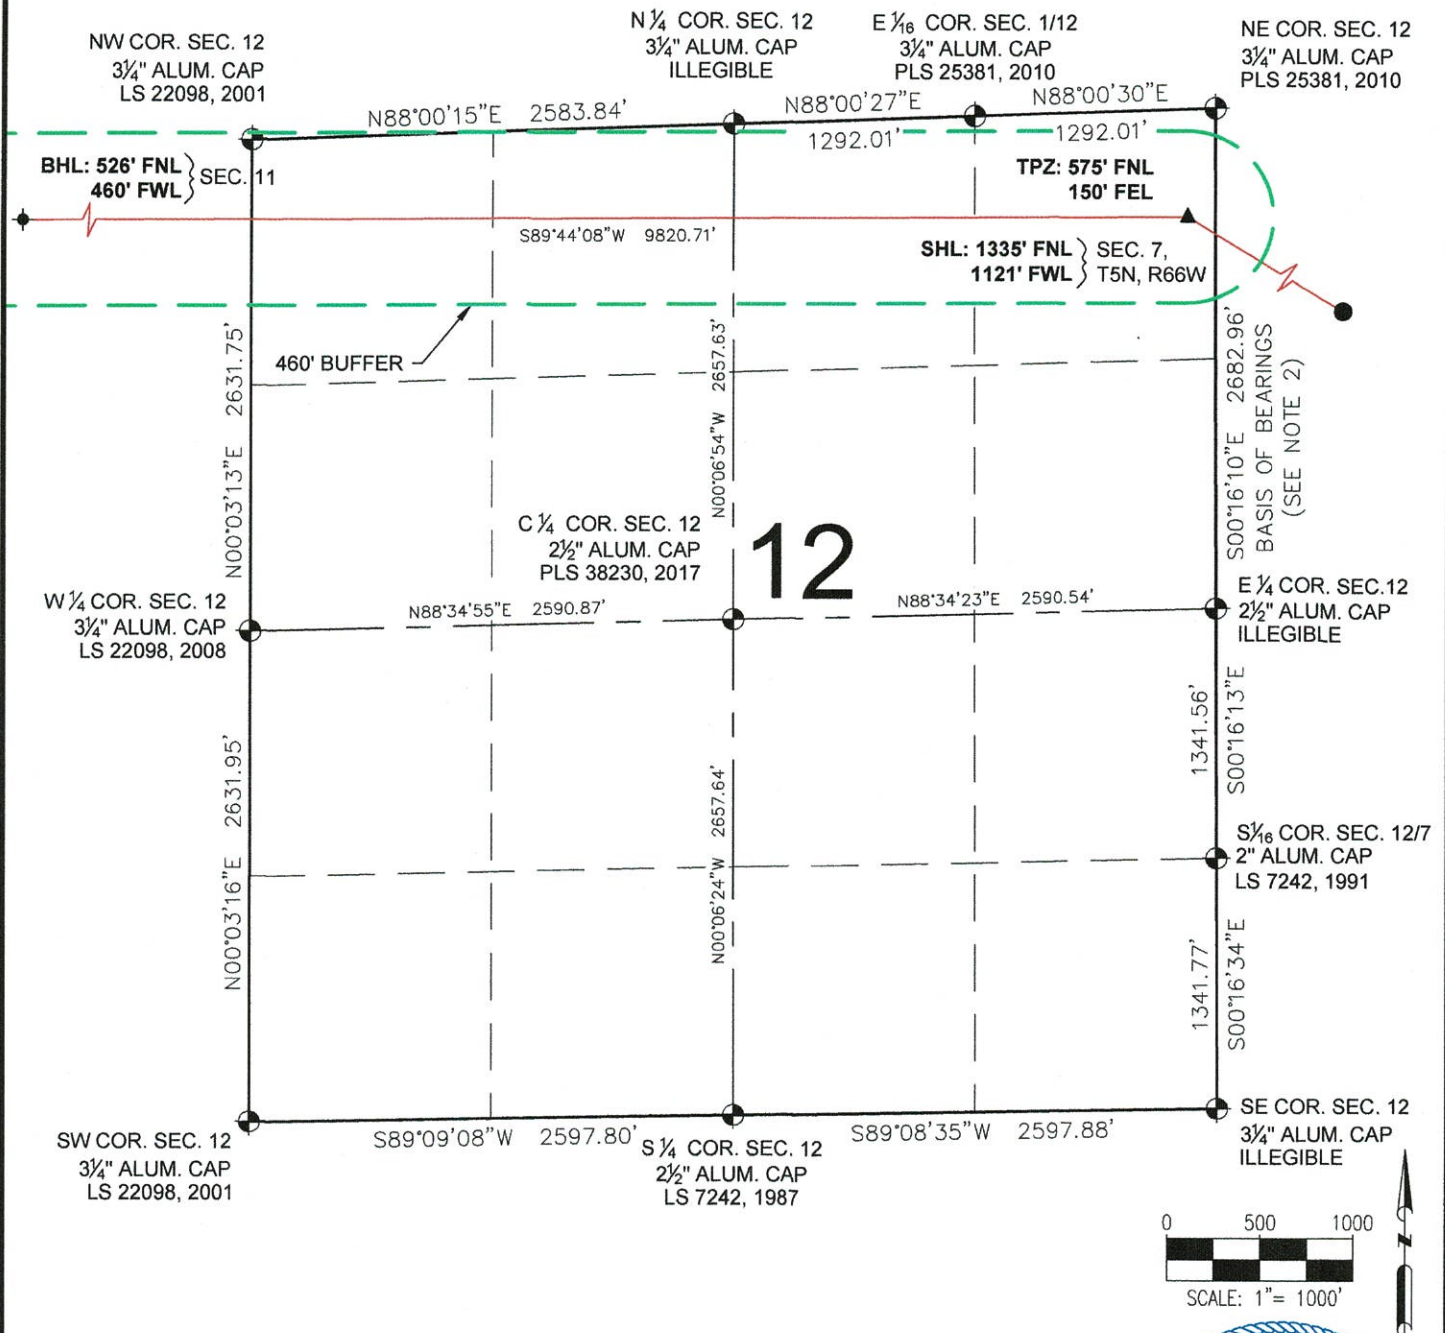 NW COR. SEC. 12
3¼" ALUM. CAP
LS 22098, 2001
N ¼ COR. SEC. 12
3¼" ALUM. CAP
ILLEGIBLE
E 1⁄16 COR. SEC. 1/12
3¼" ALUM. CAP
PLS 25381, 2010
NE COR. SEC. 12
3¼" ALUM. CAP
PLS 25381, 2010
N88°00'15"E 2583.84'
N88°00'27"E
1292.01'
N88°00'30"E
1292.01'
BHL: 526' FNL
460' FWL
SEC. 11
TPZ: 575' FNL
150' FEL
S89°44'08"W 9820.71'
SHL: 1335' FNL
1121' FWL
SEC. 7,
T5N, R66W
460' BUFFER
N00°03'13"E 2631.75'
N00°06'54"W 2657.63'
S00°16'10"E 2682.96'
BASIS OF BEARINGS
(SEE NOTE 2)
C ¼ COR. SEC. 12
2½" ALUM. CAP
PLS 38230, 2017
12
W ¼ COR. SEC. 12
3¼" ALUM. CAP
LS 22098, 2008
N88°34'55"E 2590.87'
N88°34'23"E 2590.54'
E ¼ COR. SEC.12
2½" ALUM. CAP
ILLEGIBLE
N00°03'16"E 2631.95'
N00°06'24"W 2657.64'
1341.56'
S00°16'13"E
S1⁄16 COR. SEC. 12/7
2" ALUM. CAP
LS 7242, 1991
1341.77'
S00°16'34"E
SW COR. SEC. 12
3¼" ALUM. CAP
LS 22098, 2001
S89°09'08"W 2597.80'
S ¼ COR. SEC. 12
2½" ALUM. CAP
LS 7242, 1987
S89°08'35"W 2597.88'
SE COR. SEC. 12
3¼" ALUM. CAP
ILLEGIBLE
0 500 1000
SCALE: 1"= 1000'
N